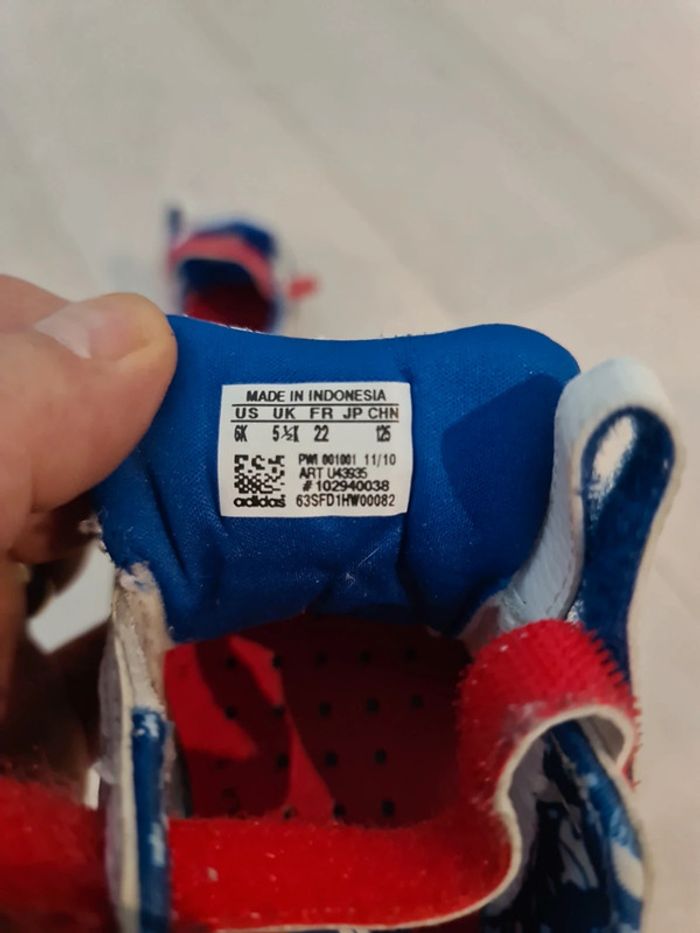 MADE IN INDONESIA
US UK FR JP CHN
6K 5½K 22 125
PWI 001001 11/10
ART U43935
# 102940038
adidas 63SFD1HW00082